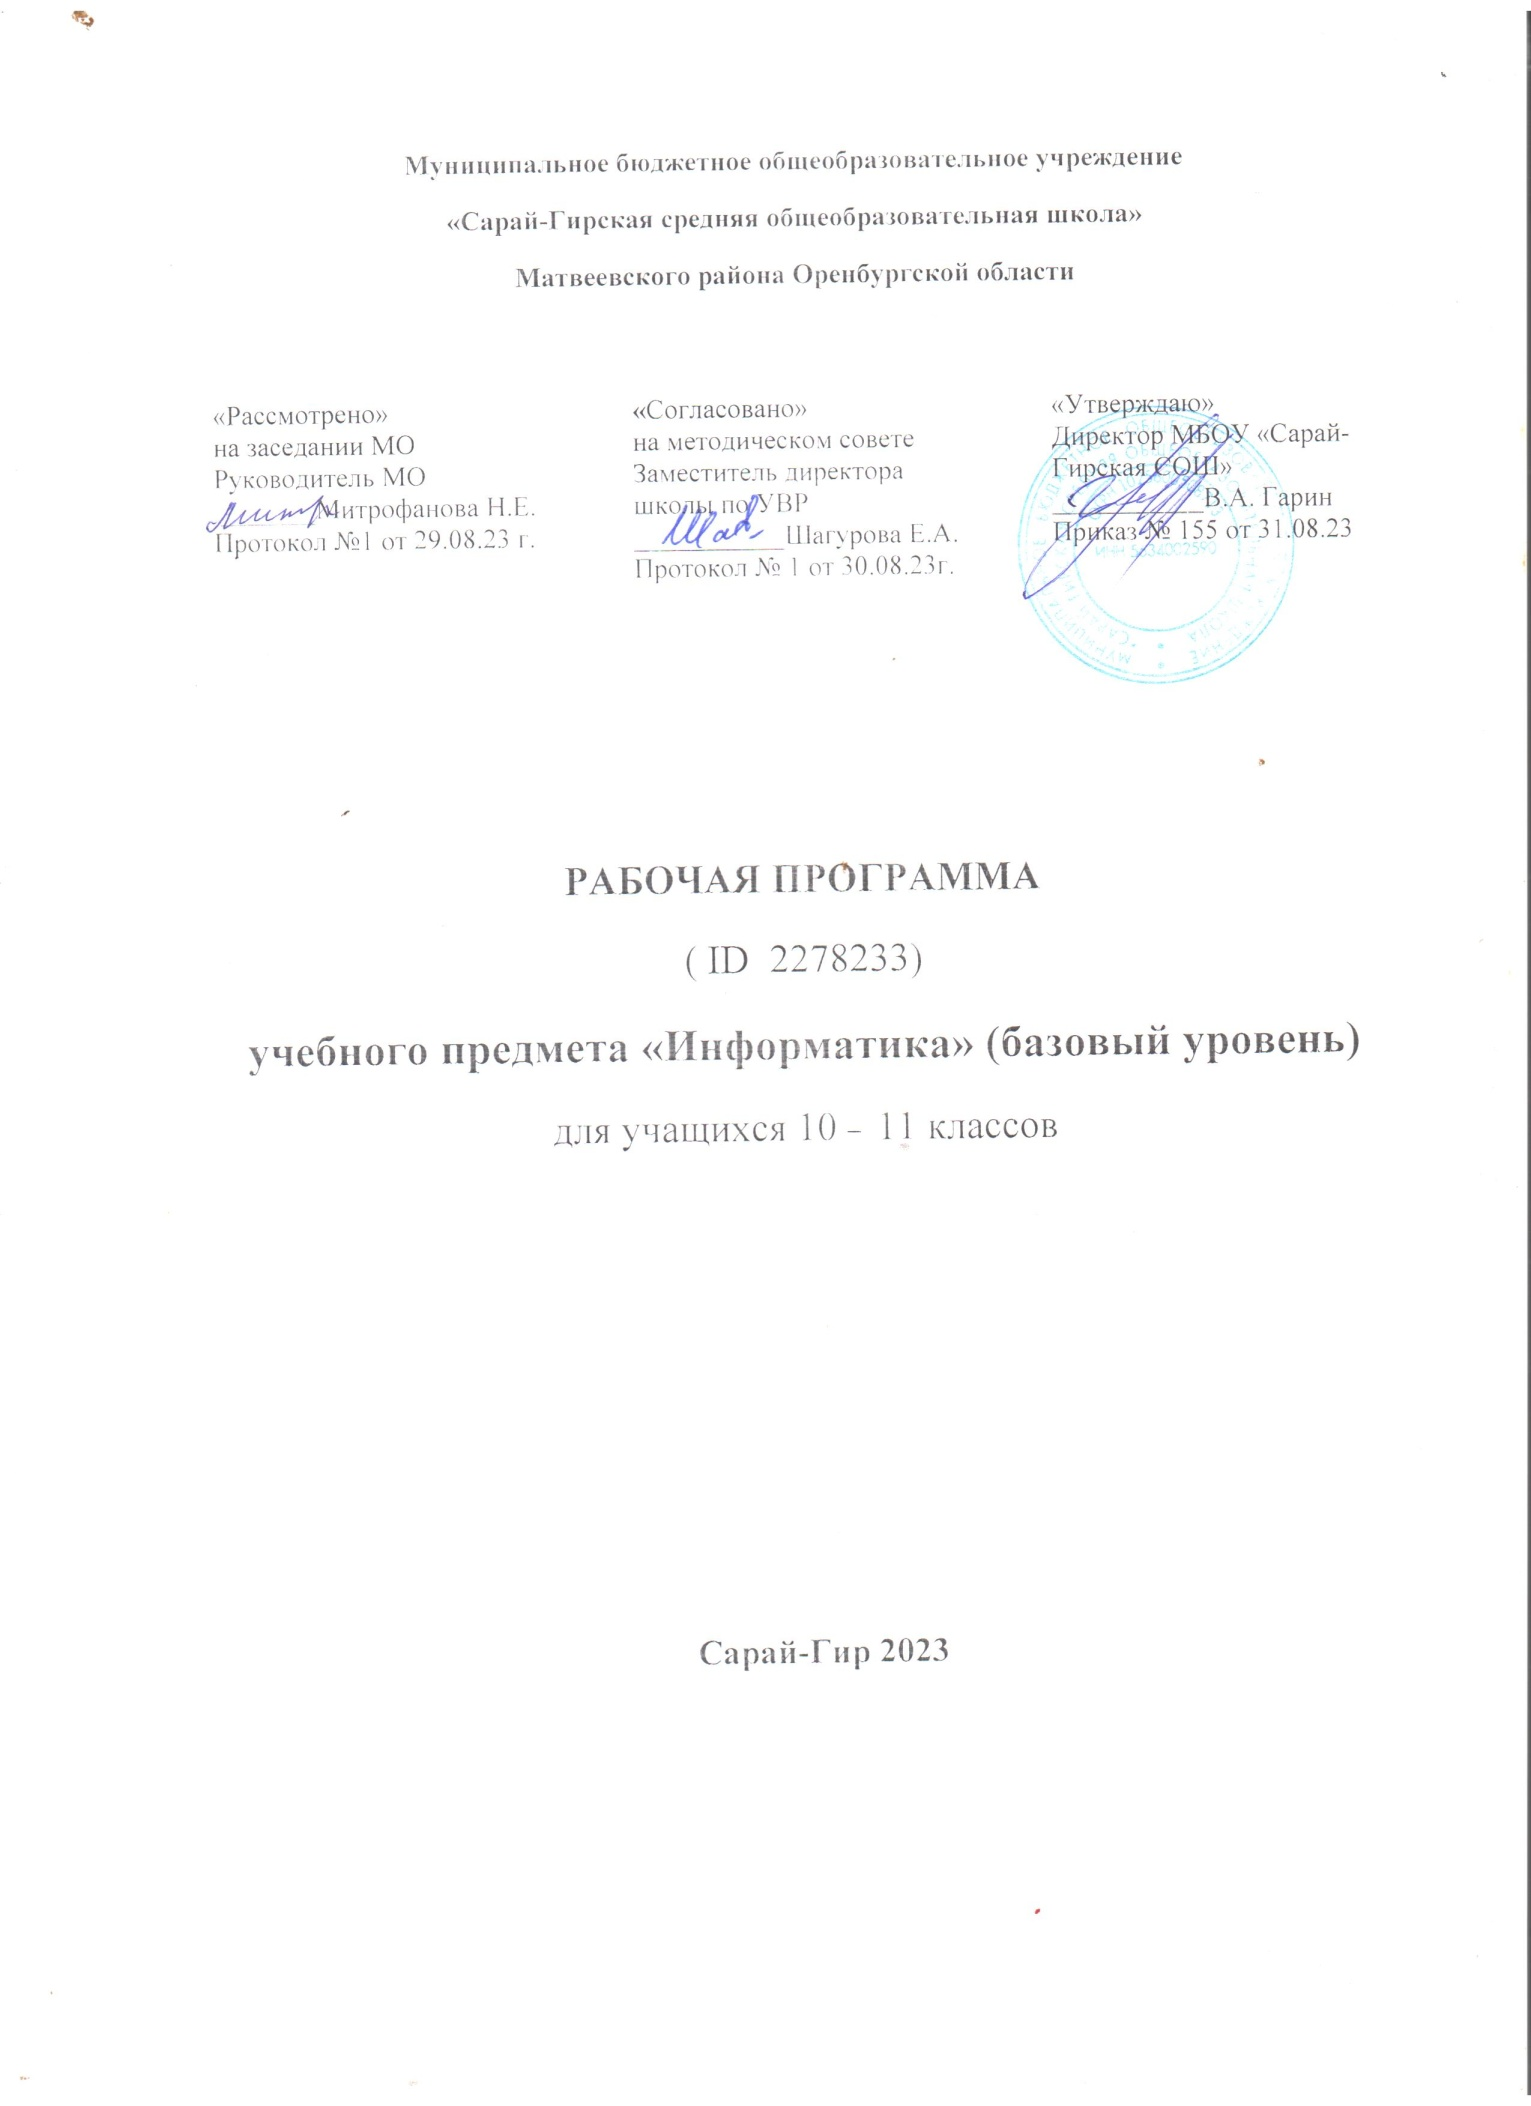 Муниципальное бюджетное общеобразовательное учреждение
«Сарай-Гирская средняя общеобразовательная школа»
Матвеевского района Оренбургской области
«Рассмотрено»
на заседании МО
Руководитель МО
Митрофанова Н.Е.
Протокол №1 от 29.08.23 г.
«Согласовано»
на методическом совете
Заместитель директора
школы по УВР
Шагурова Е.А.
Протокол № 1 от 30.08.23г.
«Утверждаю»
Директор МБОУ «Сарай-
Гирская СОШ»
В.А. Гарин
Приказ № 155 от 31.08.23
ИНН 5634002590
РАБОЧАЯ ПРОГРАММА
( ID 2278233)
учебного предмета «Информатика» (базовый уровень)
для учащихся 10 – 11 классов
Сарай-Гир 2023